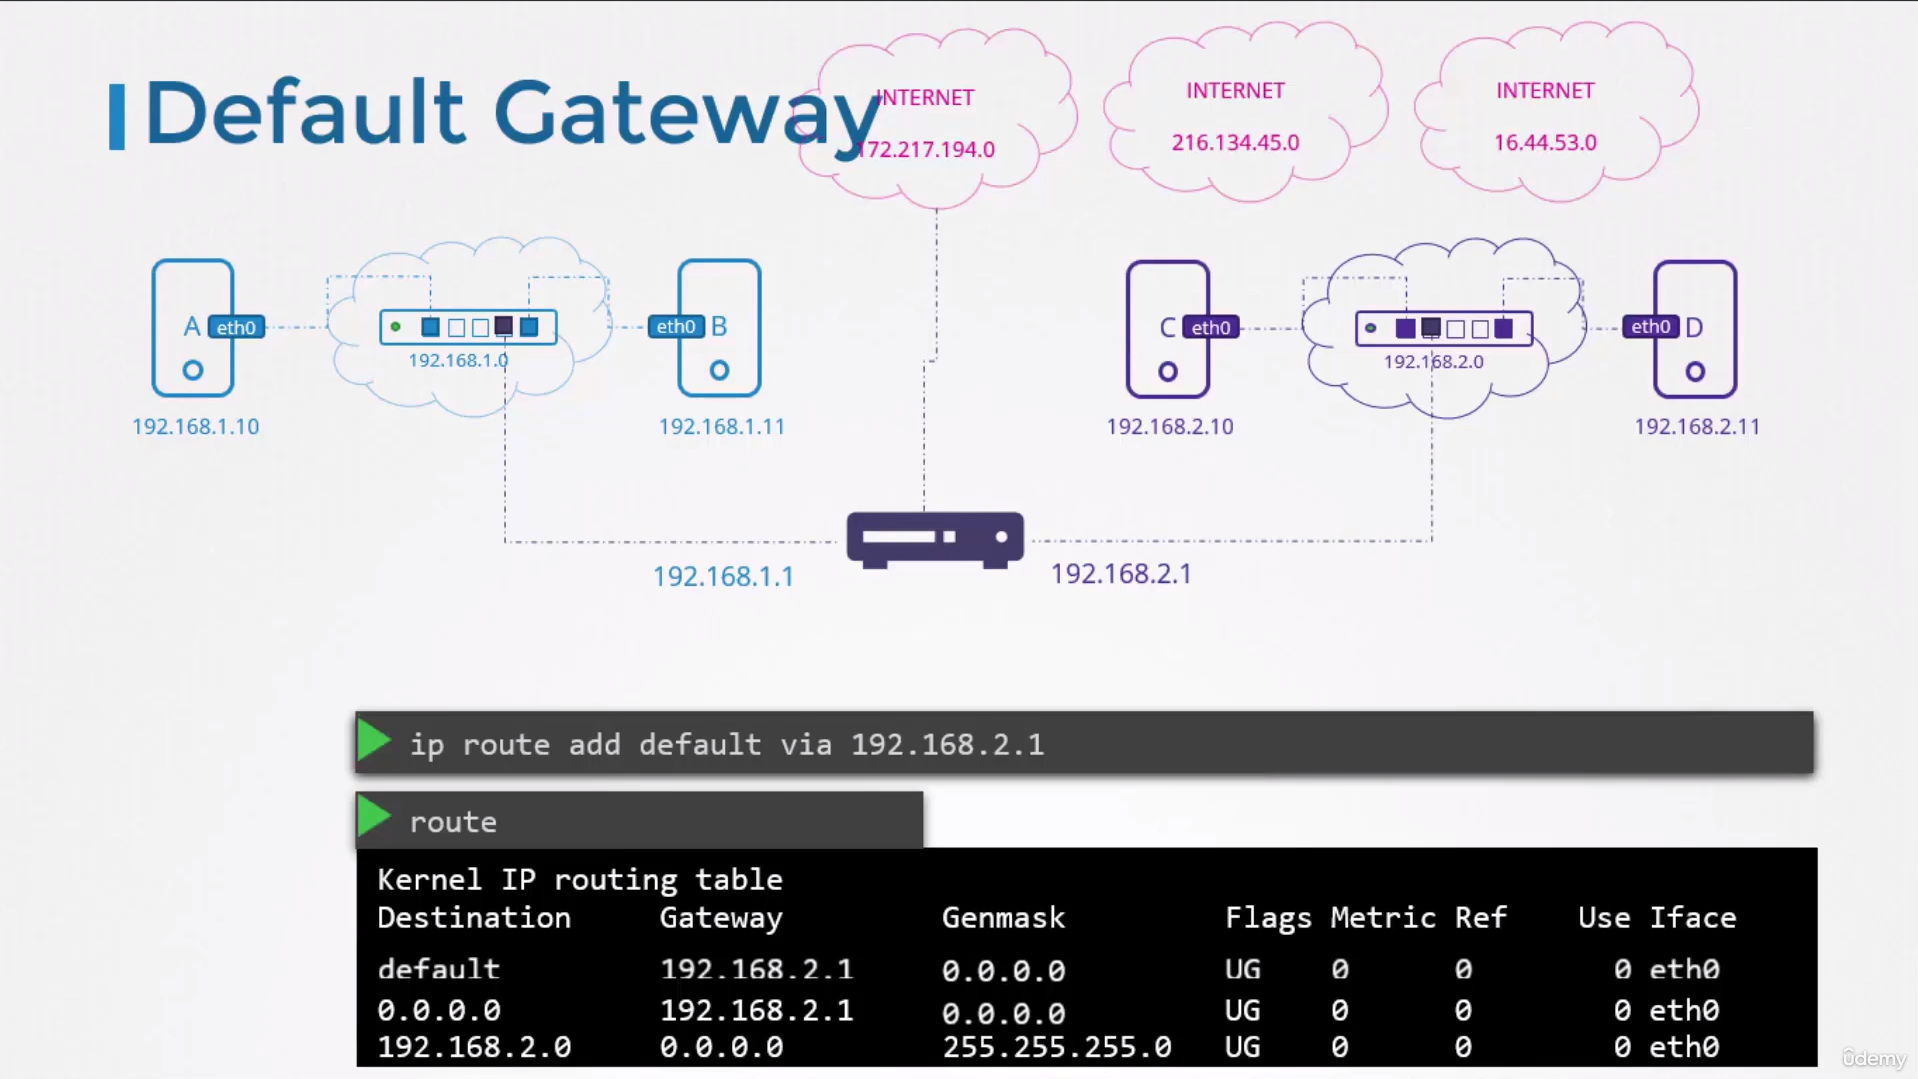 Default Gateway
INTERNET
172.217.194.0
INTERNET
216.134.45.0
INTERNET
16.44.53.0
A
eth0
192.168.1.0
eth0
B
192.168.1.10
192.168.1.11
C
eth0
192.168.2.0
eth0
D
192.168.2.10
192.168.2.11
192.168.1.1
192.168.2.1
ip route add default via 192.168.2.1
route
Kernel IP routing table
Destination Gateway Genmask Flags Metric Ref Use Iface
default 192.168.2.1 0.0.0.0 UG 0 0 0 eth0
0.0.0.0 192.168.2.1 0.0.0.0 UG 0 0 0 eth0
192.168.2.0 0.0.0.0 255.255.255.0 UG 0 0 0 eth0
ûdemy